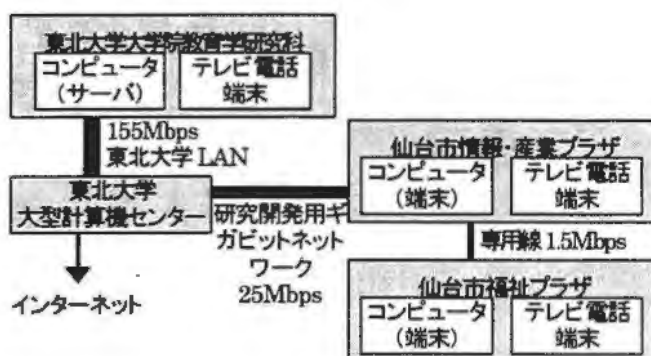 東北大学大学院教育学研究科
コンピュータ
(サーバ)
テレビ電話
端末
155Mbps
東北大学 LAN
東北大学
大型計算機センター
インターネット
研究開発用ギ
ガビットネット
ワーク
25Mbps
仙台市情報・産業プラザ
コンピュータ
(端末)
テレビ電話
端末
専用線 1.5Mbps
仙台市福祉プラザ
コンピュータ
(端末)
テレビ電話
端末